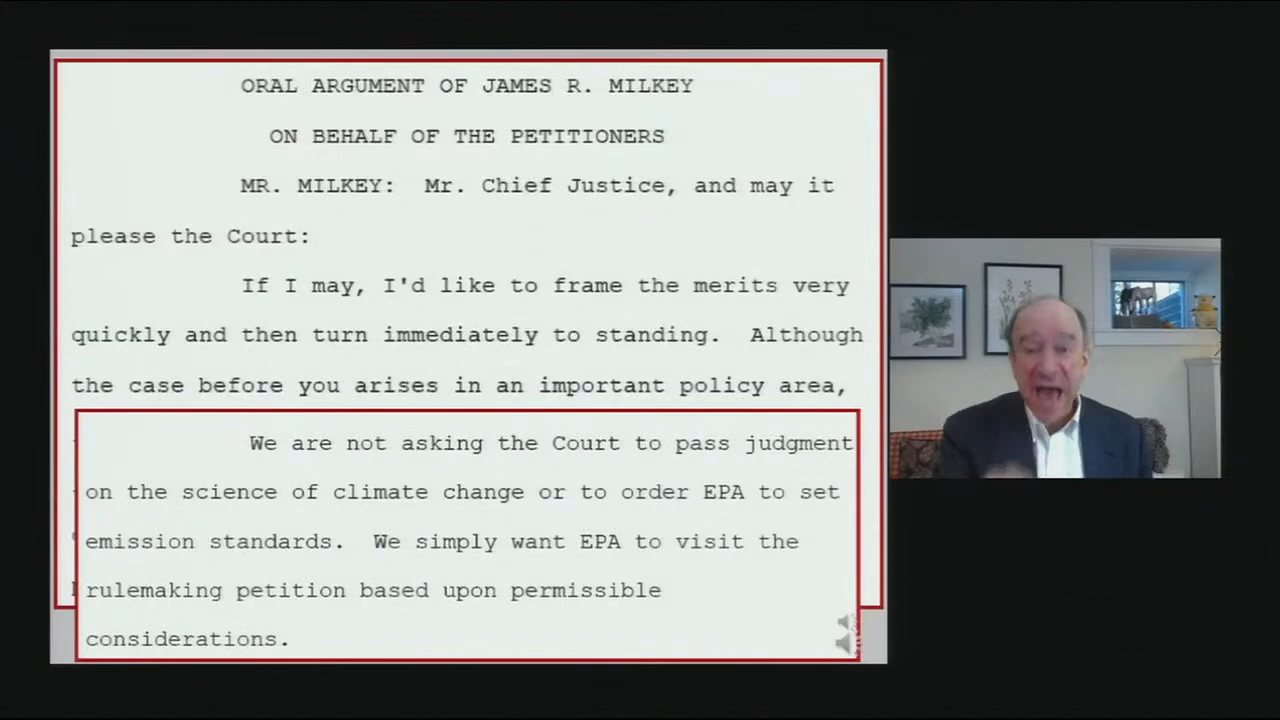 ORAL ARGUMENT OF JAMES R. MILKEY
ON BEHALF OF THE PETITIONERS
MR. MILKEY: Mr. Chief Justice, and may it
please the Court:
If I may, I'd like to frame the merits very
quickly and then turn immediately to standing. Although
the case before you arises in an important policy area,
We are not asking the Court to pass judgment
on the science of climate change or to order EPA to set
emission standards. We simply want EPA to visit the
rulemaking petition based upon permissible
considerations.